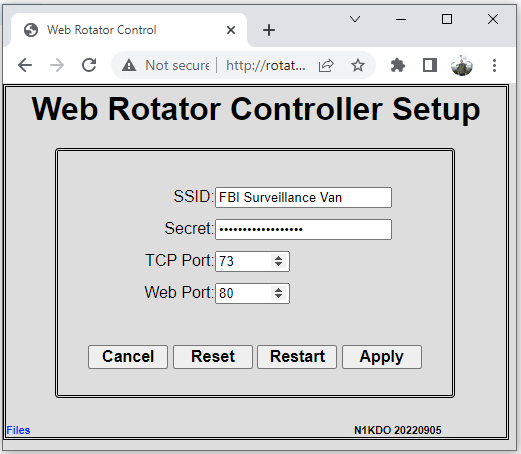 Web Rotator Control
Not secure http://rotat...
Web Rotator Controller Setup
SSID: FBI Surveillance Van
Secret: ••••••••••••••••••
TCP Port: 73
Web Port: 80
Cancel Reset Restart Apply
Files N1KDO 20220905